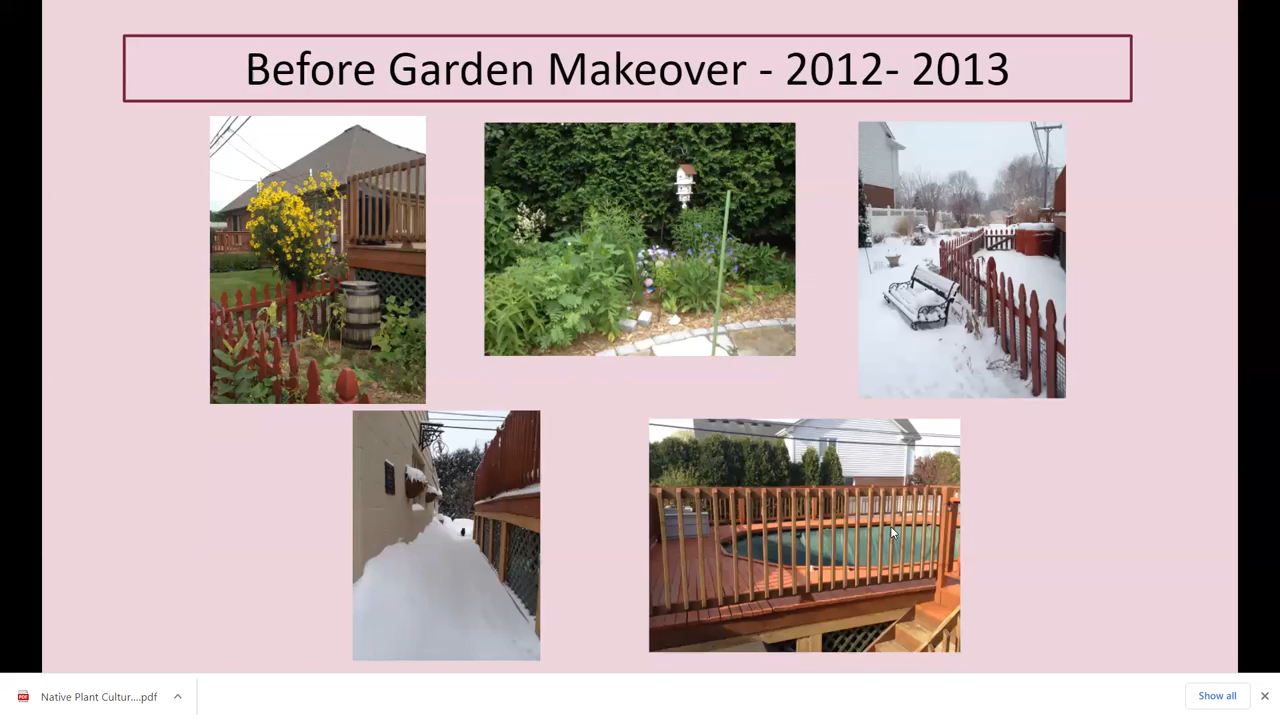 Before Garden Makeover - 2012- 2013
Native Plant Cultur....pdf
Show all